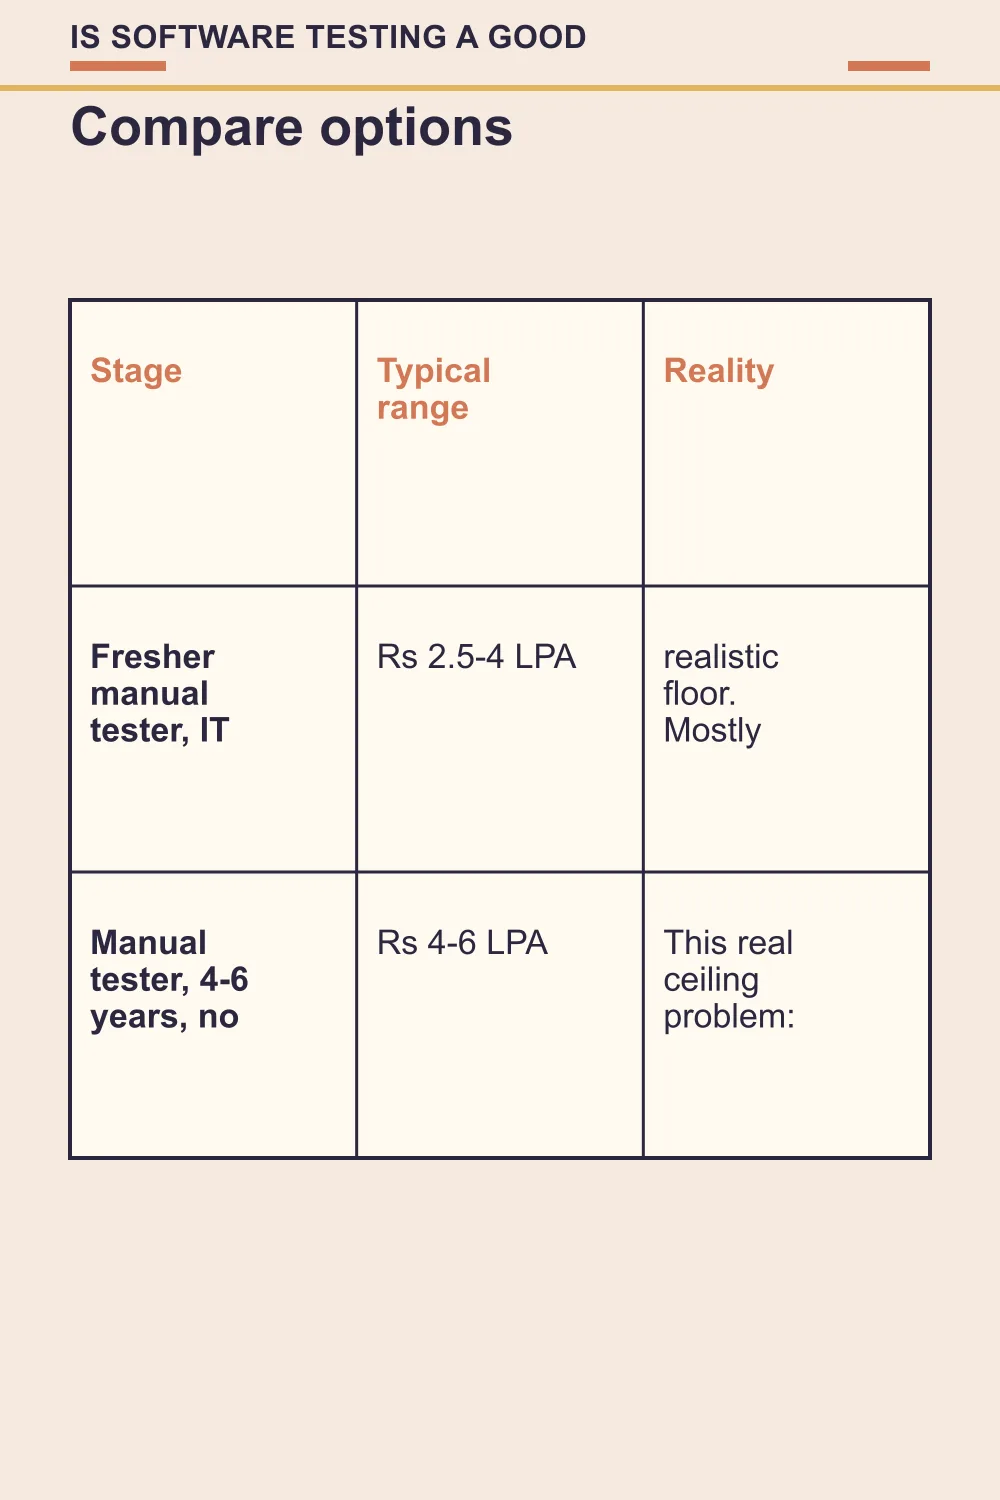 IS SOFTWARE TESTING A GOOD
Compare options
Stage
Typical
range
Reality
Fresher
manual
tester, IT
Rs 2.5-4 LPA
realistic
floor.
Mostly
Manual
tester, 4-6
years, no
Rs 4-6 LPA
This real
ceiling
problem: